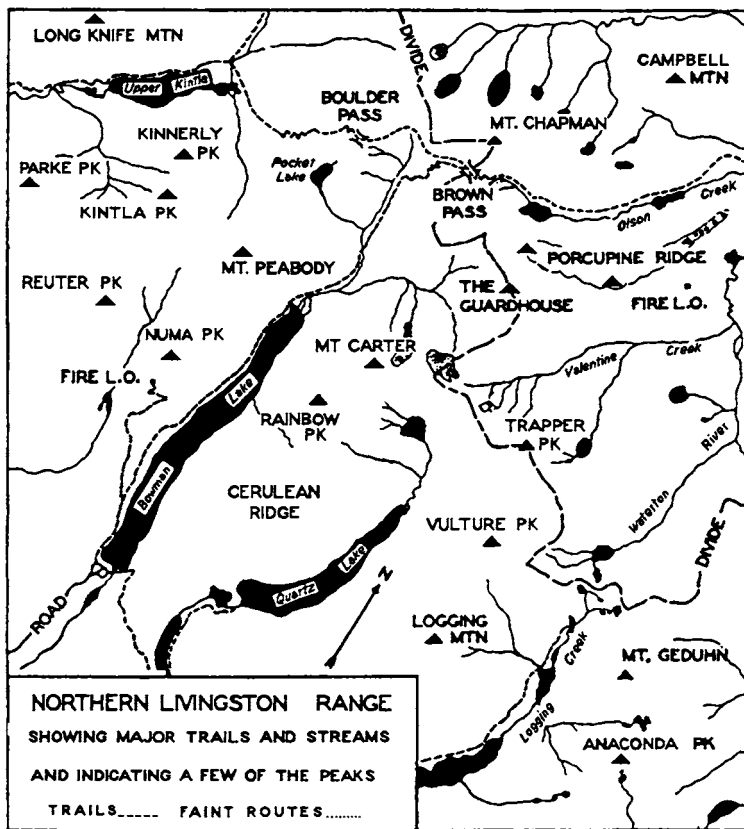 LONG KNIFE MTN
DIVIDE
CAMPBELL
MTN
Upper Kintla
BOULDER
PASS
MT. CHAPMAN
KINNERLY
PK
PARKE PK
Pocket
Lake
KINTLA PK
BROWN
PASS
Olson Creek
MT. PEABODY
PORCUPINE RIDGE
REUTER PK
THE
GUARDHOUSE
FIRE L.O.
NUMA PK
MT CARTER
Valentine Creek
FIRE L.O.
Bowman Lake
RAINBOW
PK
TRAPPER
PK
CERULEAN
RIDGE
Waterton River
VULTURE PK
DIVIDE
Quartz Lake
N
ROAD
LOGGING
MTN
Logging Creek
MT. GEDUHN
ANACONDA PK
NORTHERN LIVINGSTON RANGE
SHOWING MAJOR TRAILS AND STREAMS
AND INDICATING A FEW OF THE PEAKS
TRAILS_____ FAINT ROUTES.........